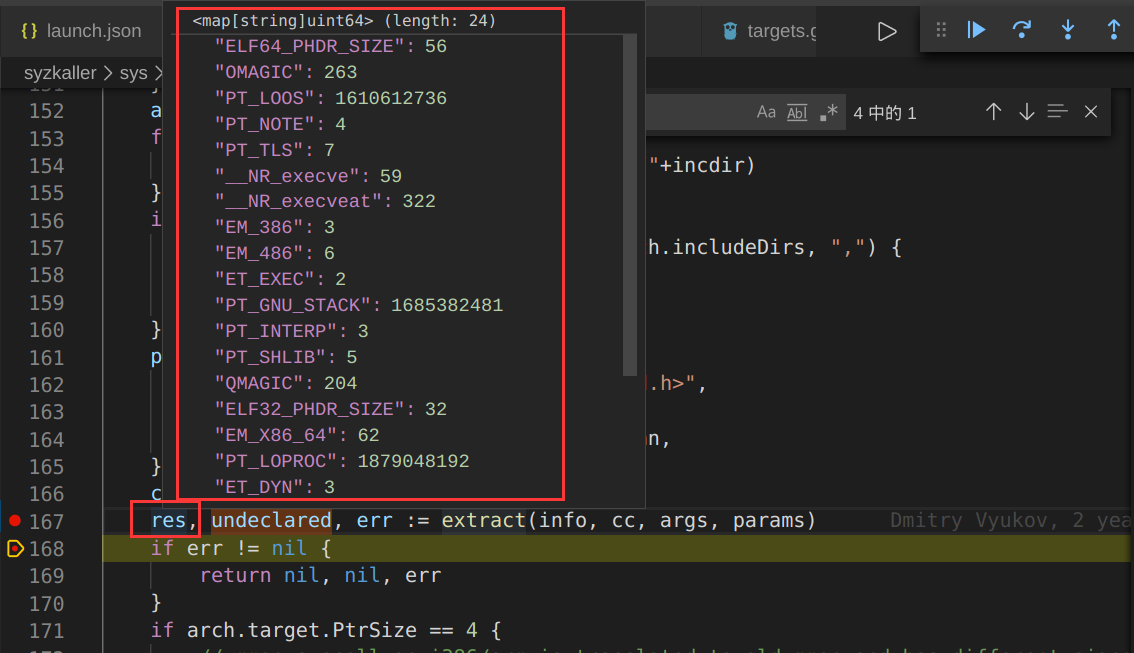 {} launch.json
targets.g
syzkaller > sys >
<map[string]uint64> (length: 24)
"ELF64_PHDR_SIZE": 56
"OMAGIC": 263
"PT_LOOS": 1610612736
"PT_NOTE": 4
"PT_TLS": 7
"__NR_execve": 59
"__NR_execveat": 322
"EM_386": 3
"EM_486": 6
"ET_EXEC": 2
"PT_GNU_STACK": 1685382481
"PT_INTERP": 3
"PT_SHLIB": 5
"QMAGIC": 204
"ELF32_PHDR_SIZE": 32
"EM_X86_64": 62
"PT_LOPROC": 1879048192
"ET_DYN": 3
Aa Abl .* 4 中的 1
152 a
153 f
154 "+incdir)
155 }
156 i
157 h.includeDirs, ",") {
158
159
160 }
161 p
162 .h>",
163
164 n,
165 }
166 c
167 res, undeclared, err := extract(info, cc, args, params) Dmitry Vyukov, 2 yea
168 if err != nil {
169 return nil, nil, err
170 }
171 if arch.target.PtrSize == 4 {